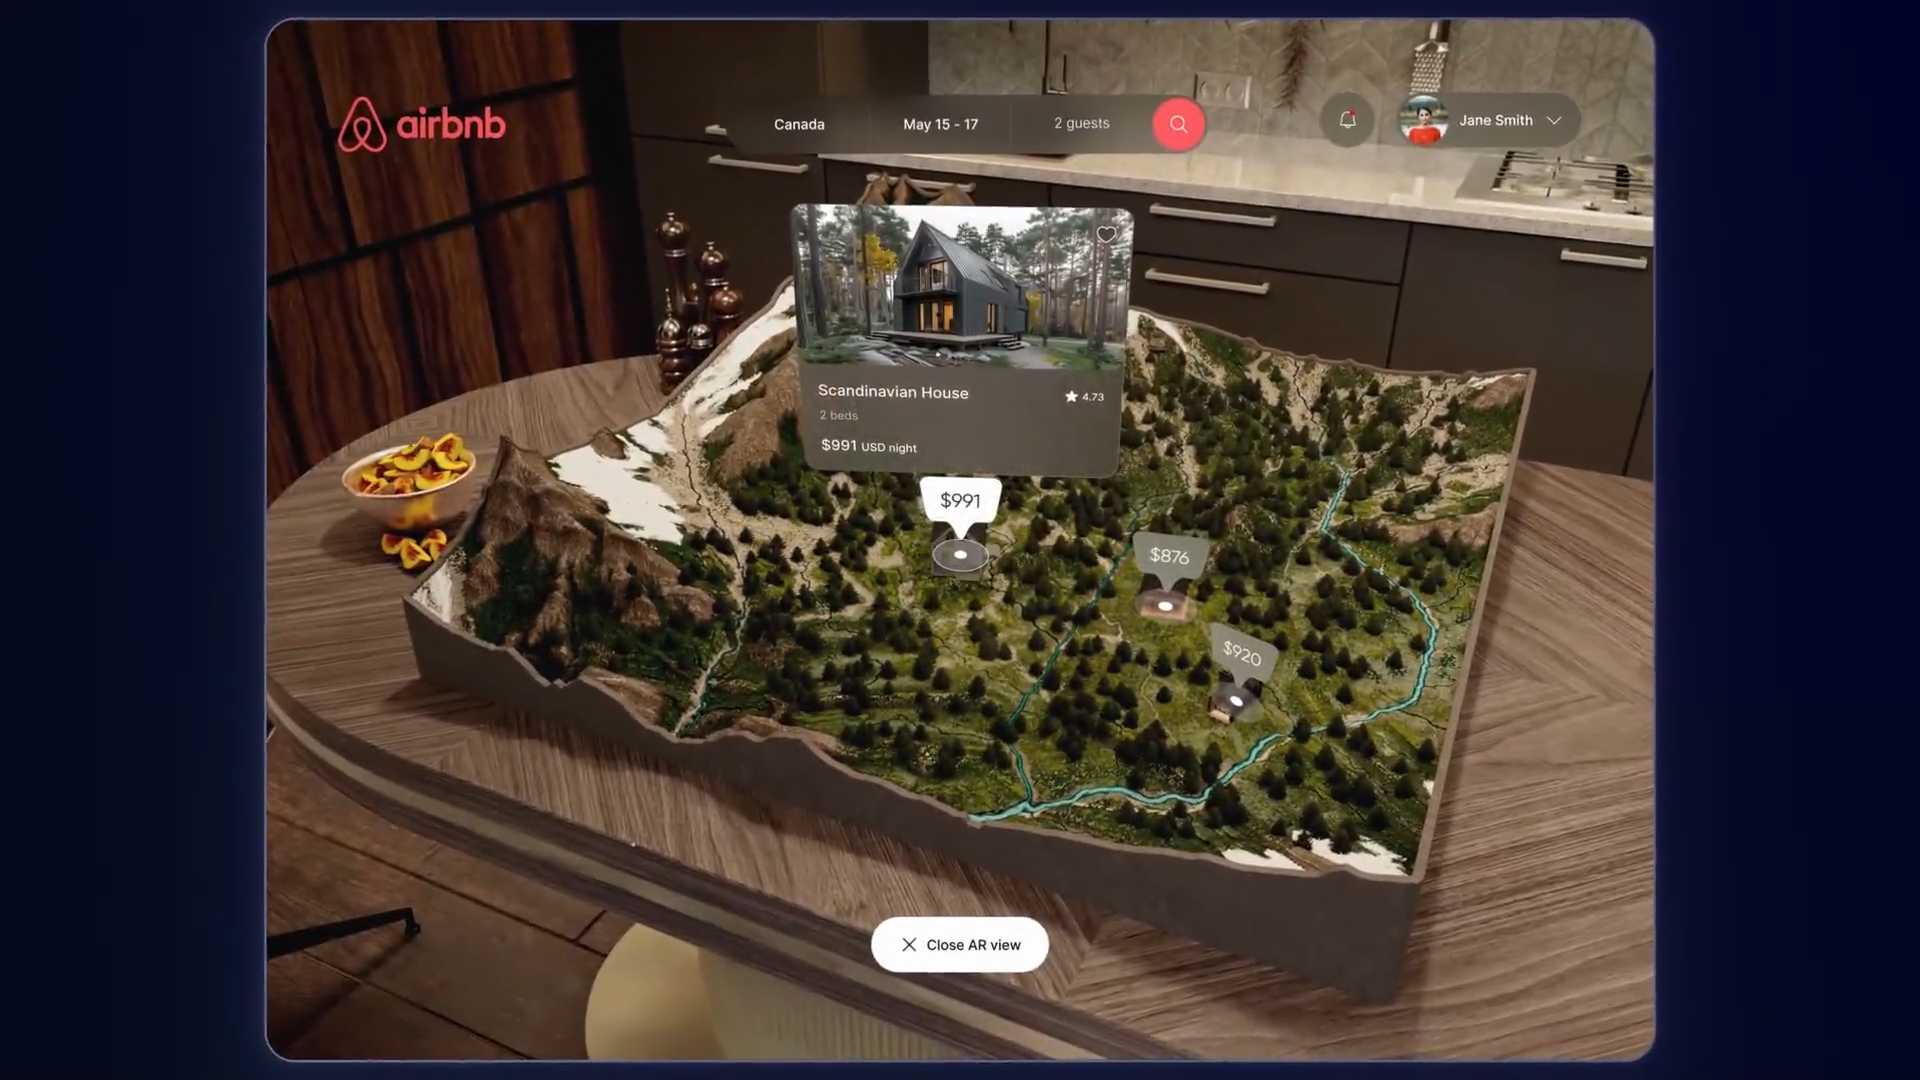 airbnb
Canada
May 15 - 17
2 guests
Jane Smith
Scandinavian House
4.73
2 beds
$991 USD night
$991
$876
$920
Close AR view